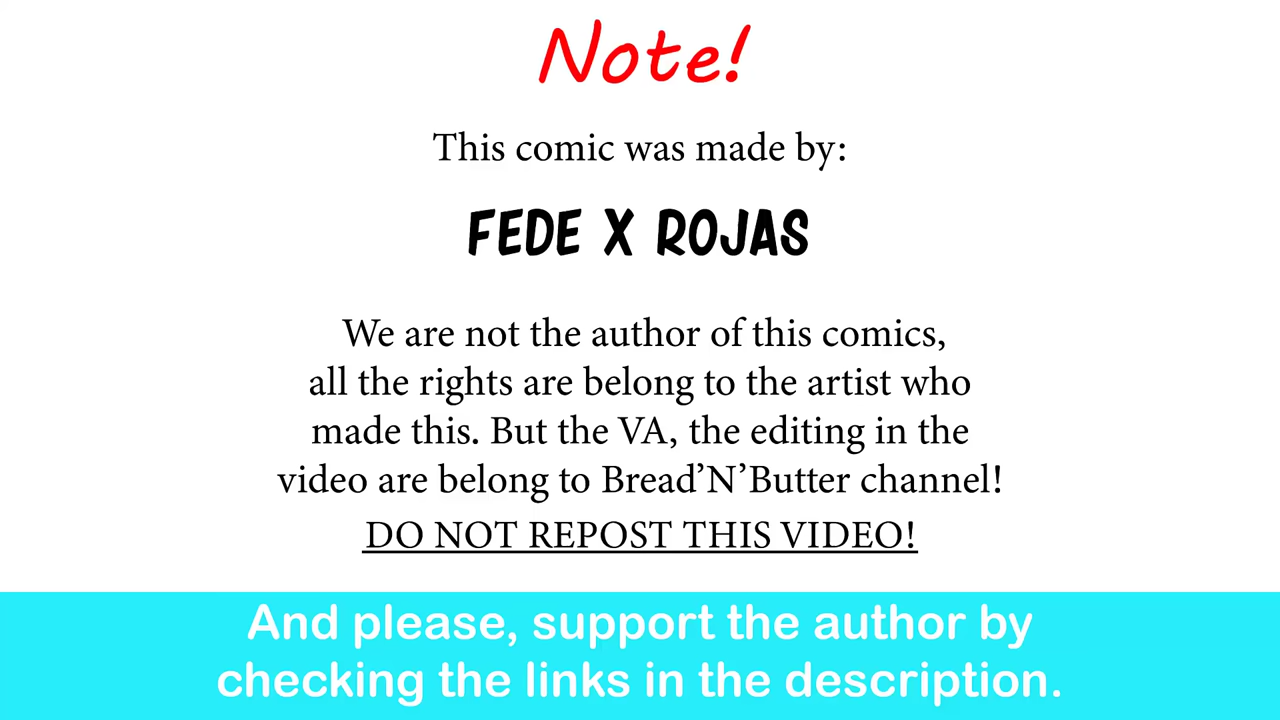 Note!
This comic was made by:
FEDE X ROJAS
We are not the author of this comics,
all the rights are belong to the artist who
made this. But the VA, the editing in the
video are belong to Bread’N’Butter channel!
DO NOT REPOST THIS VIDEO!
And please, support the author by
checking the links in the description.